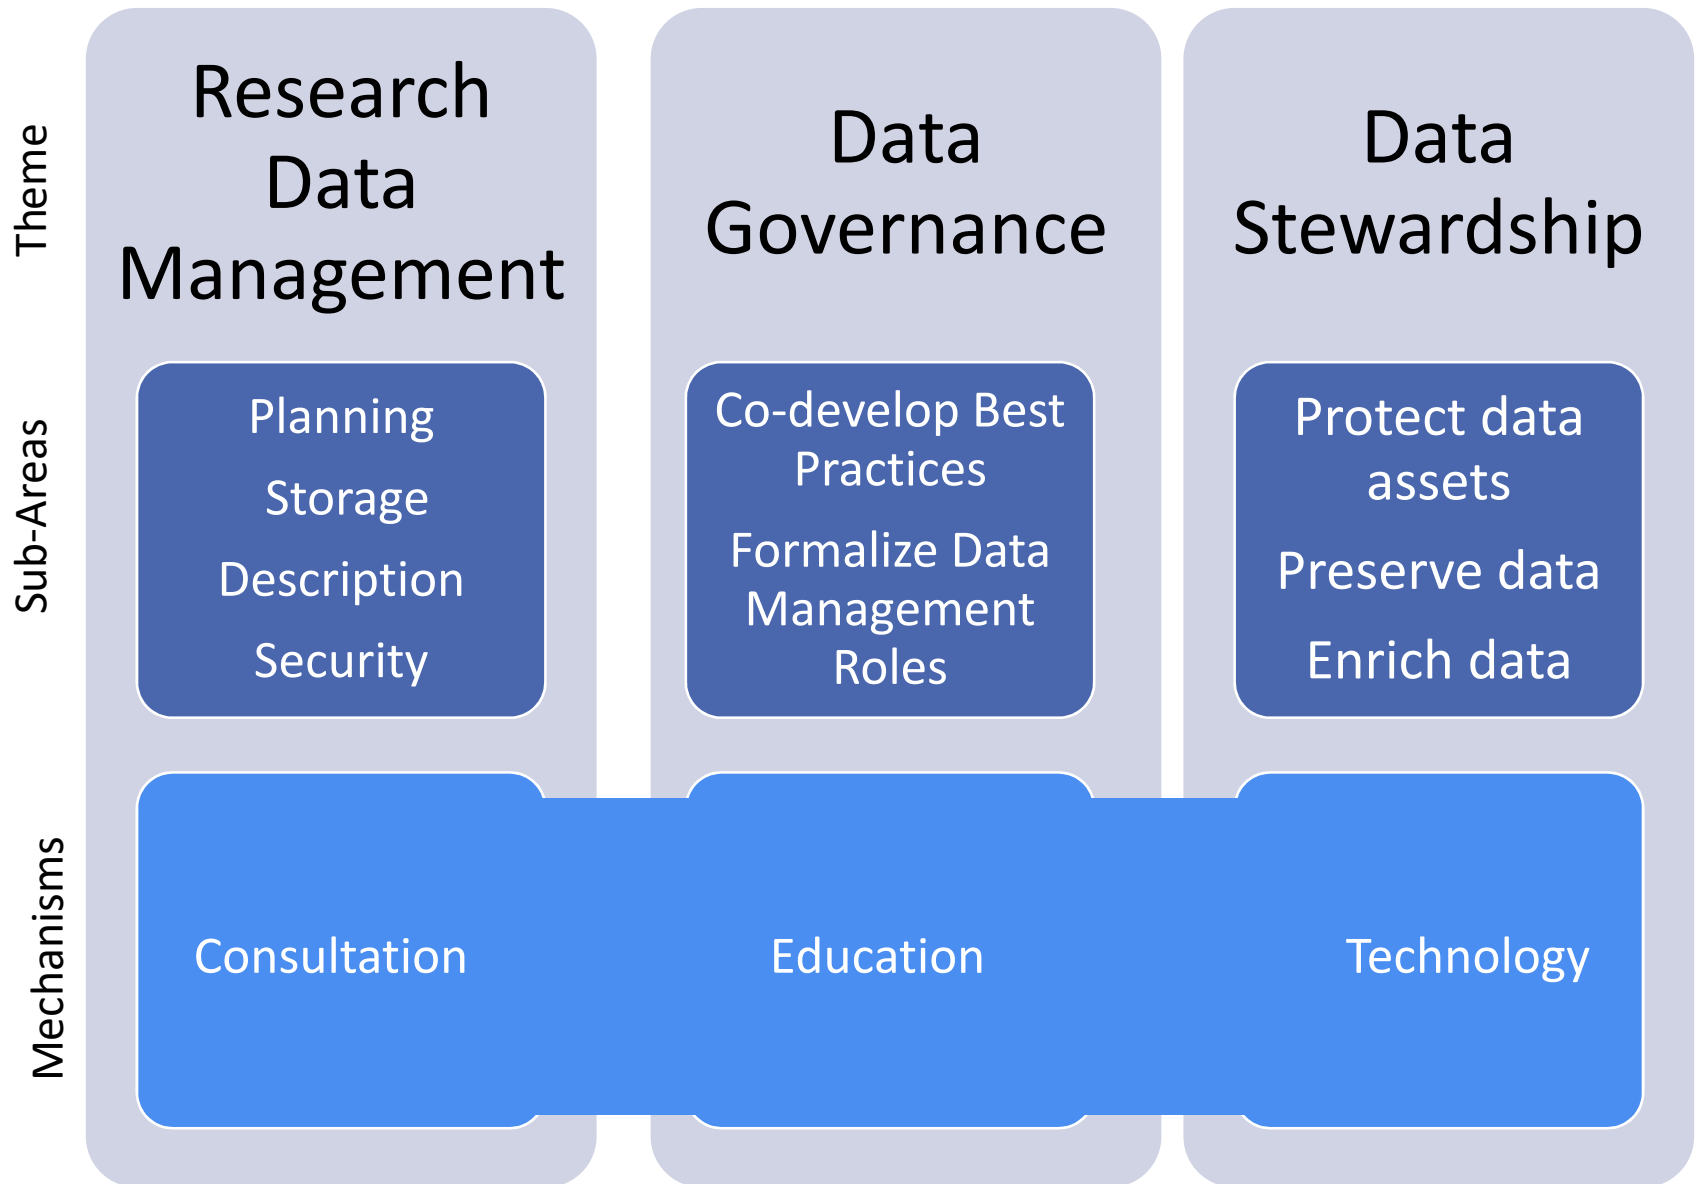 Theme
Research
Data
Management
Data
Governance
Data
Stewardship
Sub-Areas
Planning
Storage
Description
Security
Co-develop Best
Practices
Formalize Data
Management
Roles
Protect data
assets
Preserve data
Enrich data
Mechanisms
Consultation
Education
Technology